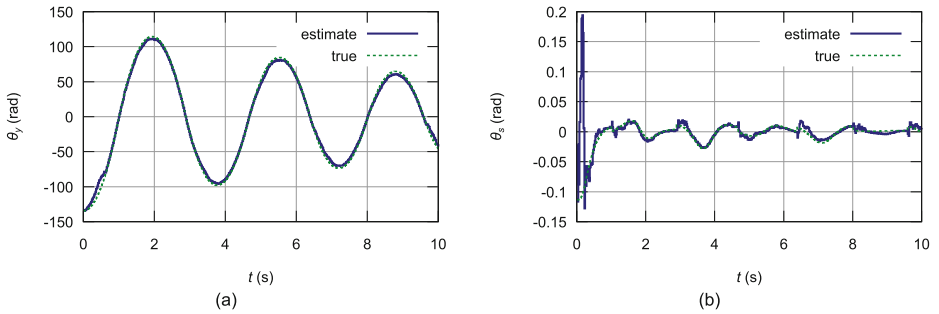 150
100
50
0
-50
-100
-150
0 2 4 6 8 10
θy (rad)
t (s)
estimate
true
(a)
0.2
0.15
0.1
0.05
0
-0.05
-0.1
-0.15
0 2 4 6 8 10
θs (rad)
t (s)
estimate
true
(b)